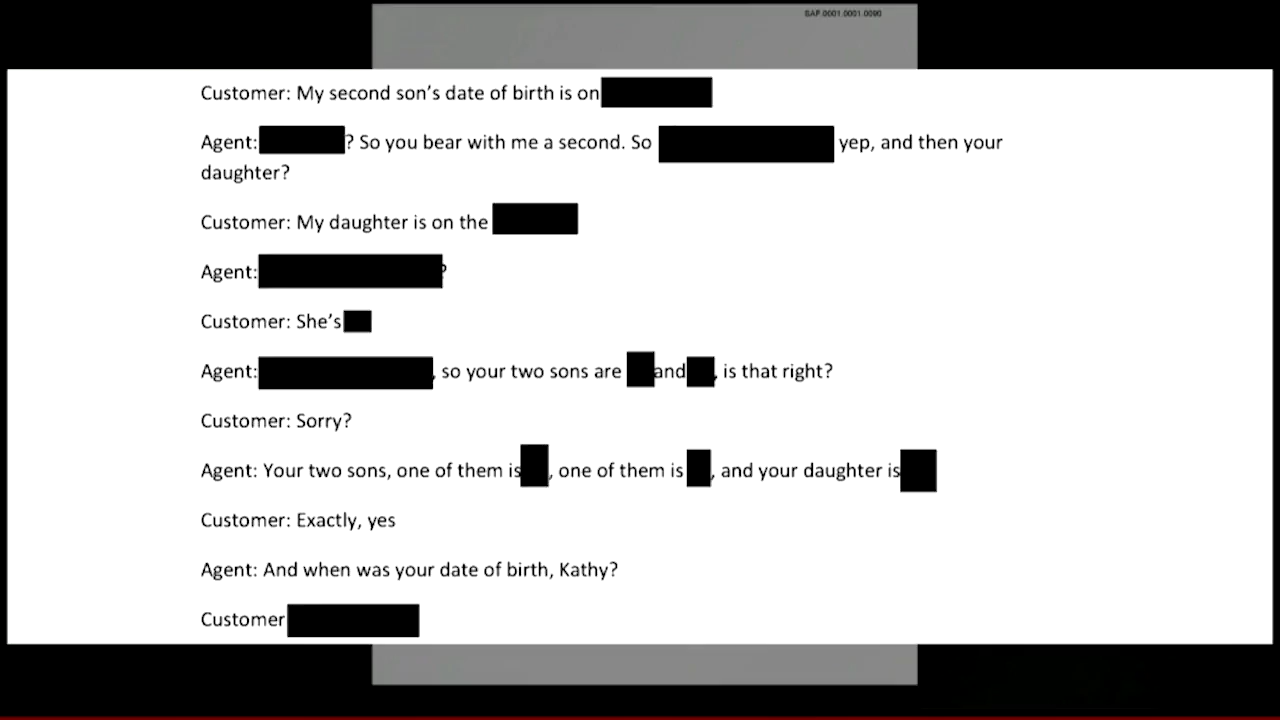 SAF.0001.0001.0090
Customer: My second son's date of birth is on
Agent: ? So you bear with me a second. So yep, and then your
daughter?
Customer: My daughter is on the
Agent: ?
Customer: She's
Agent: , so your two sons are and , is that right?
Customer: Sorry?
Agent: Your two sons, one of them is , one of them is , and your daughter is
Customer: Exactly, yes
Agent: And when was your date of birth, Kathy?
Customer